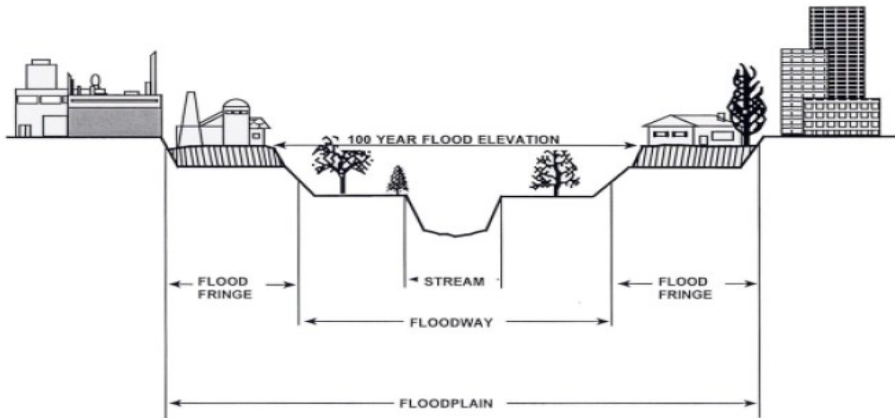 100 YEAR FLOOD ELEVATION
FLOOD
FRINGE
STREAM
FLOOD
FRINGE
FLOODWAY
FLOODPLAIN